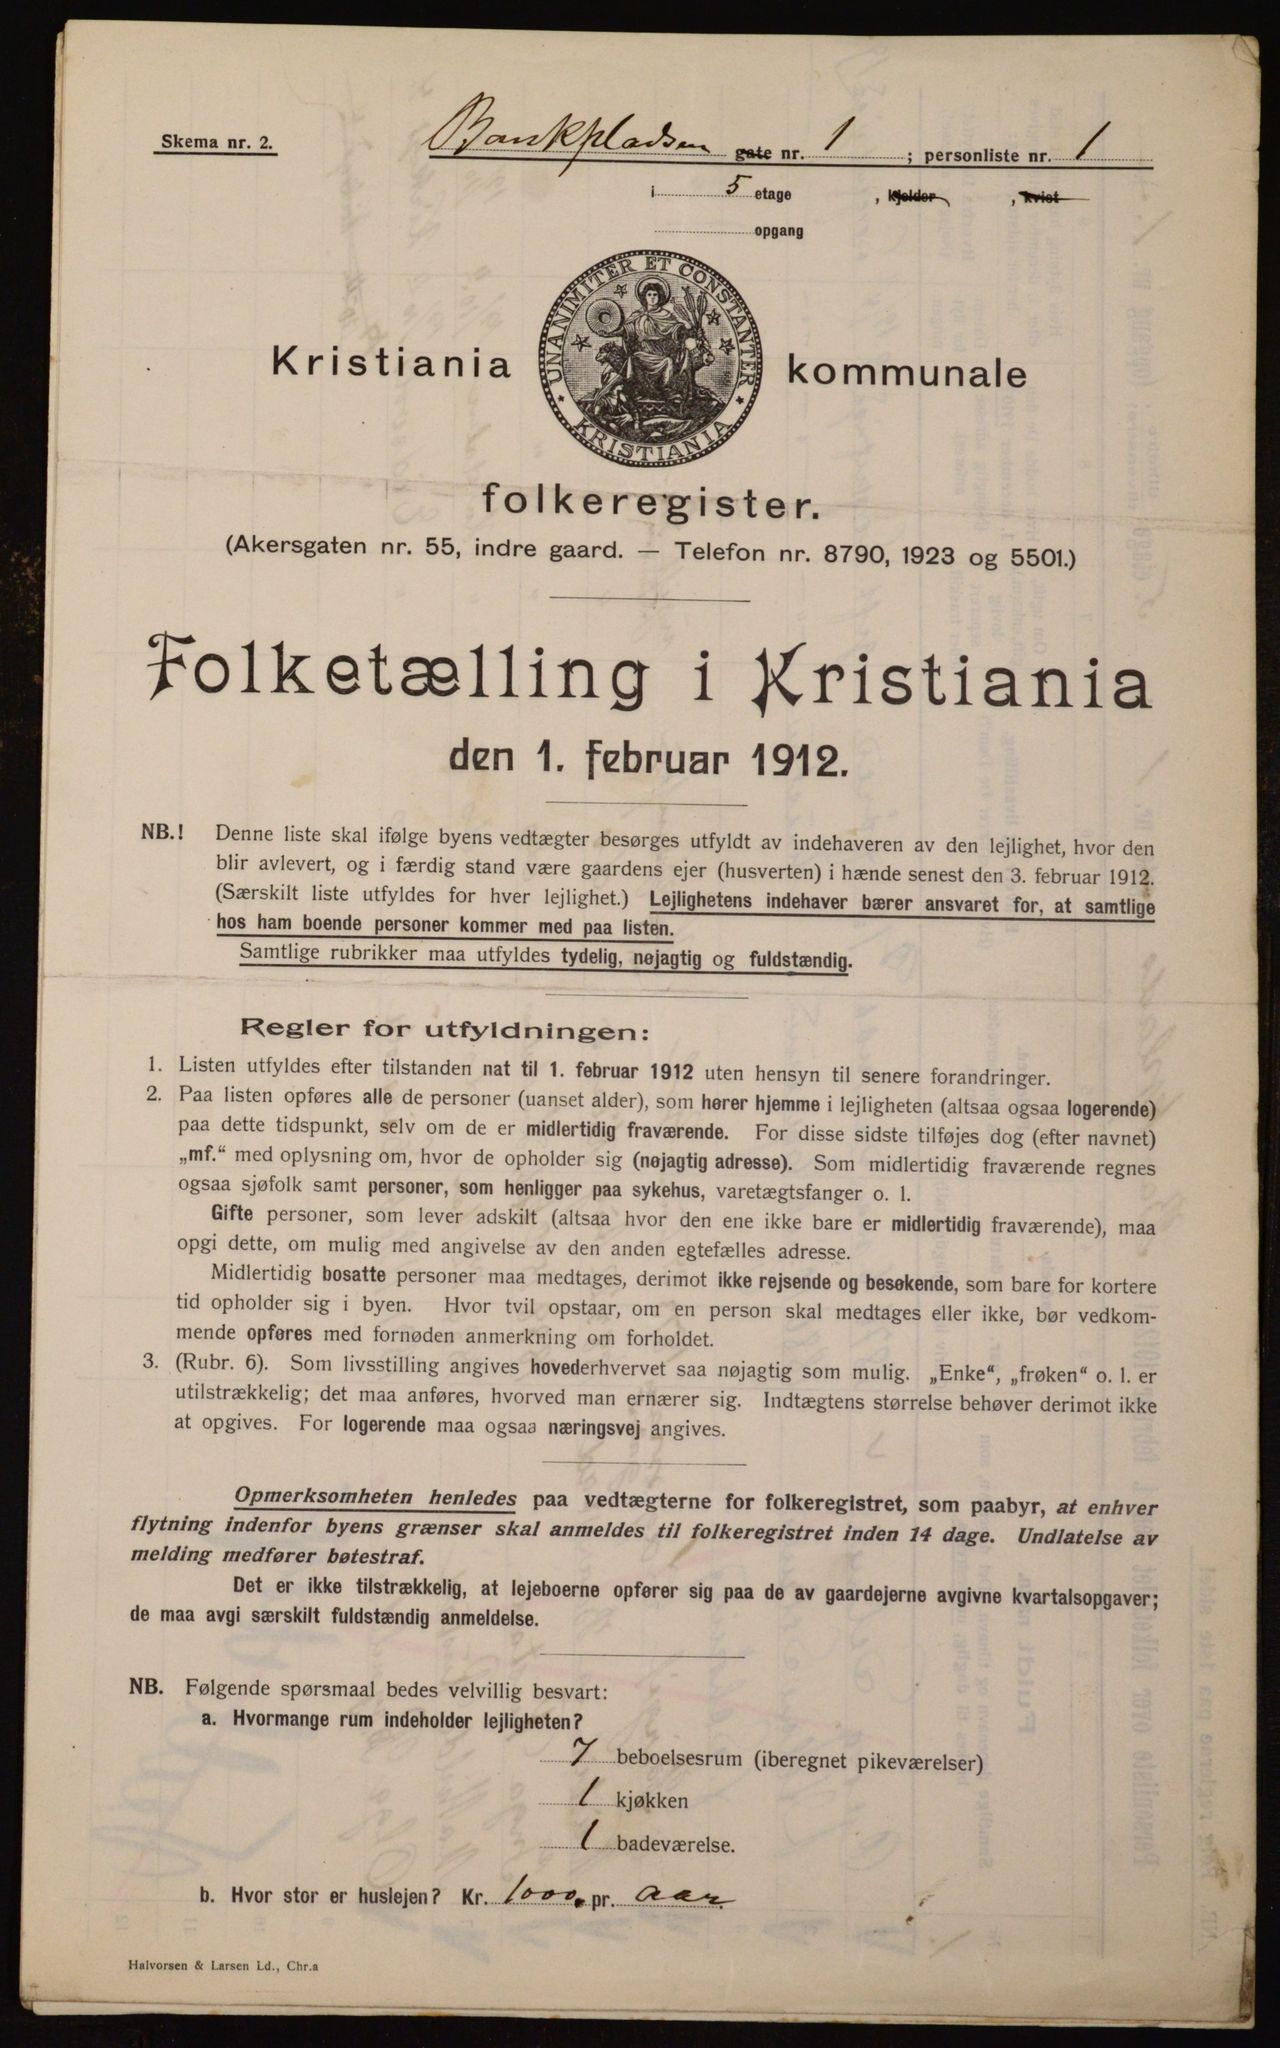 Skema nr. 2.
Bankpladsen gate nr. 1 ; personliste nr. 1
i 5 etage , kjelder , kvist
opgang
UNANIMITER ET CONSTANTER
KRISTIANIA
Kristiania kommunale
folkeregister.
(Akersgaten nr. 55, indre gaard. — Telefon nr. 8790, 1923 og 5501.)
Folketælling i Kristiania
den 1. februar 1912.
NB.! Denne liste skal ifølge byens vedtægter besørges utfyldt av indehaveren av den lejlighet, hvor den
blir avlevert, og i færdig stand være gaardens ejer (husverten) i hænde senest den 3. februar 1912.
(Særskilt liste utfyldes for hver lejlighet.) Lejlighetens indehaver bærer ansvaret for, at samtlige
hos ham boende personer kommer med paa listen.
Samtlige rubrikker maa utfyldes tydelig, nøjagtig og fuldstændig.
Regler for utfyldningen:
1. Listen utfyldes efter tilstanden nat til 1. februar 1912 uten hensyn til senere forandringer.
2. Paa listen opføres alle de personer (uanset alder), som hører hjemme i lejligheten (altsaa ogsaa logerende)
paa dette tidspunkt, selv om de er midlertidig fraværende. For disse sidste tilføjes dog (efter navnet)
„mf.“ med oplysning om, hvor de opholder sig (nøjagtig adresse). Som midlertidig fraværende regnes
ogsaa sjøfolk samt personer, som henligger paa sykehus, varetægtsfanger o. l.
Gifte personer, som lever adskilt (altsaa hvor den ene ikke bare er midlertidig fraværende), maa
opgi dette, om mulig med angivelse av den anden egtefælles adresse.
Midlertidig bosatte personer maa medtages, derimot ikke rejsende og besøkende, som bare for kortere
tid opholder sig i byen. Hvor tvil opstaar, om en person skal medtages eller ikke, bør vedkom-
mende opføres med fornøden anmerkning om forholdet.
3. (Rubr. 6). Som livsstilling angives hovederhvervet saa nøjagtig som mulig. „Enke“, „frøken“ o. l. er
utilstrækkelig; det maa anføres, hvorved man ernærer sig. Indtægtens størrelse behøver derimot ikke
at opgives. For logerende maa ogsaa næringsvej angives.
Opmerksomheten henledes paa vedtægterne for folkeregistret, som paabyr, at enhver
flytning indenfor byens grænser skal anmeldes til folkeregistret inden 14 dage. Undlatelse av
melding medfører bøtestraf.
Det er ikke tilstrækkelig, at lejeboerne opfører sig paa de av gaardejerne avgivne kvartalsopgaver;
de maa avgi særskilt fuldstændig anmeldelse.
NB. Følgende spørsmaal bedes velvillig besvart:
a. Hvormange rum indeholder lejligheten?
7 beboelsesrum (iberegnet pikeværelser)
1 kjøkken
1 badeværelse.
b. Hvor stor er huslejen? Kr. 1000. pr. aar.
Halvorsen & Larsen Ld., Chr.a